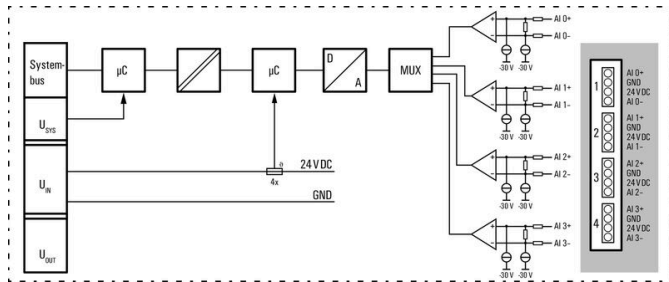 System-
bus
µC
µC
D
A
MUX
U SYS
U IN
U OUT
θ
4x
24 V DC
GND
+
-
AI 0+
AI 0-
-30 V -30 V
+
-
AI 1+
AI 1-
-30 V -30 V
+
-
AI 2+
AI 2-
-30 V -30 V
+
-
AI 3+
AI 3-
-30 V -30 V
1
AI 0+
GND
24 V DC
AI 0-
2
AI 1+
GND
24 V DC
AI 1-
3
AI 2+
GND
24 V DC
AI 2-
4
AI 3+
GND
24 V DC
AI 3-